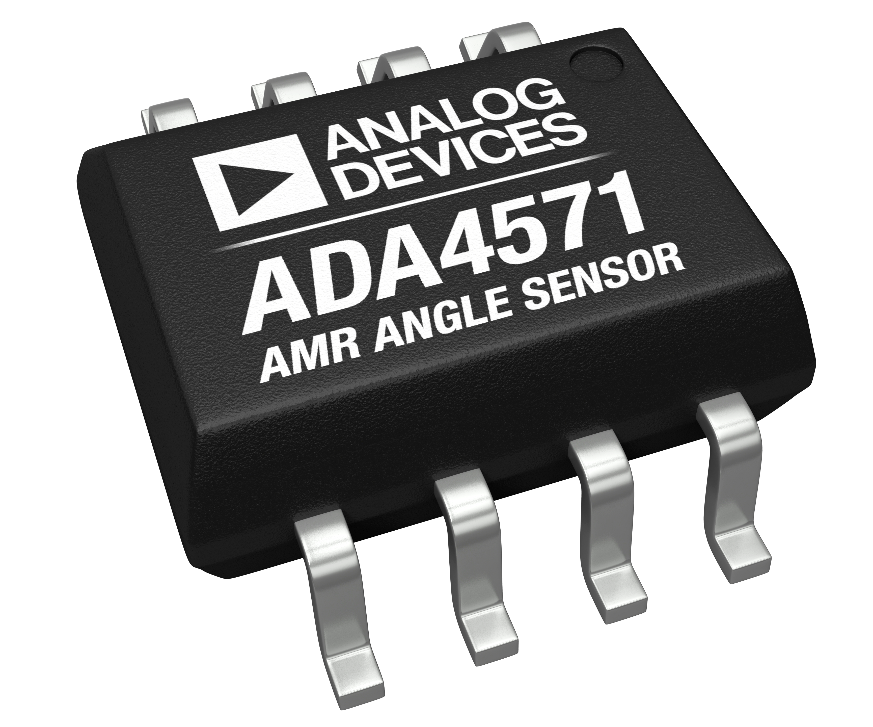 ANALOG
DEVICES
ADA4571
AMR ANGLE SENSOR